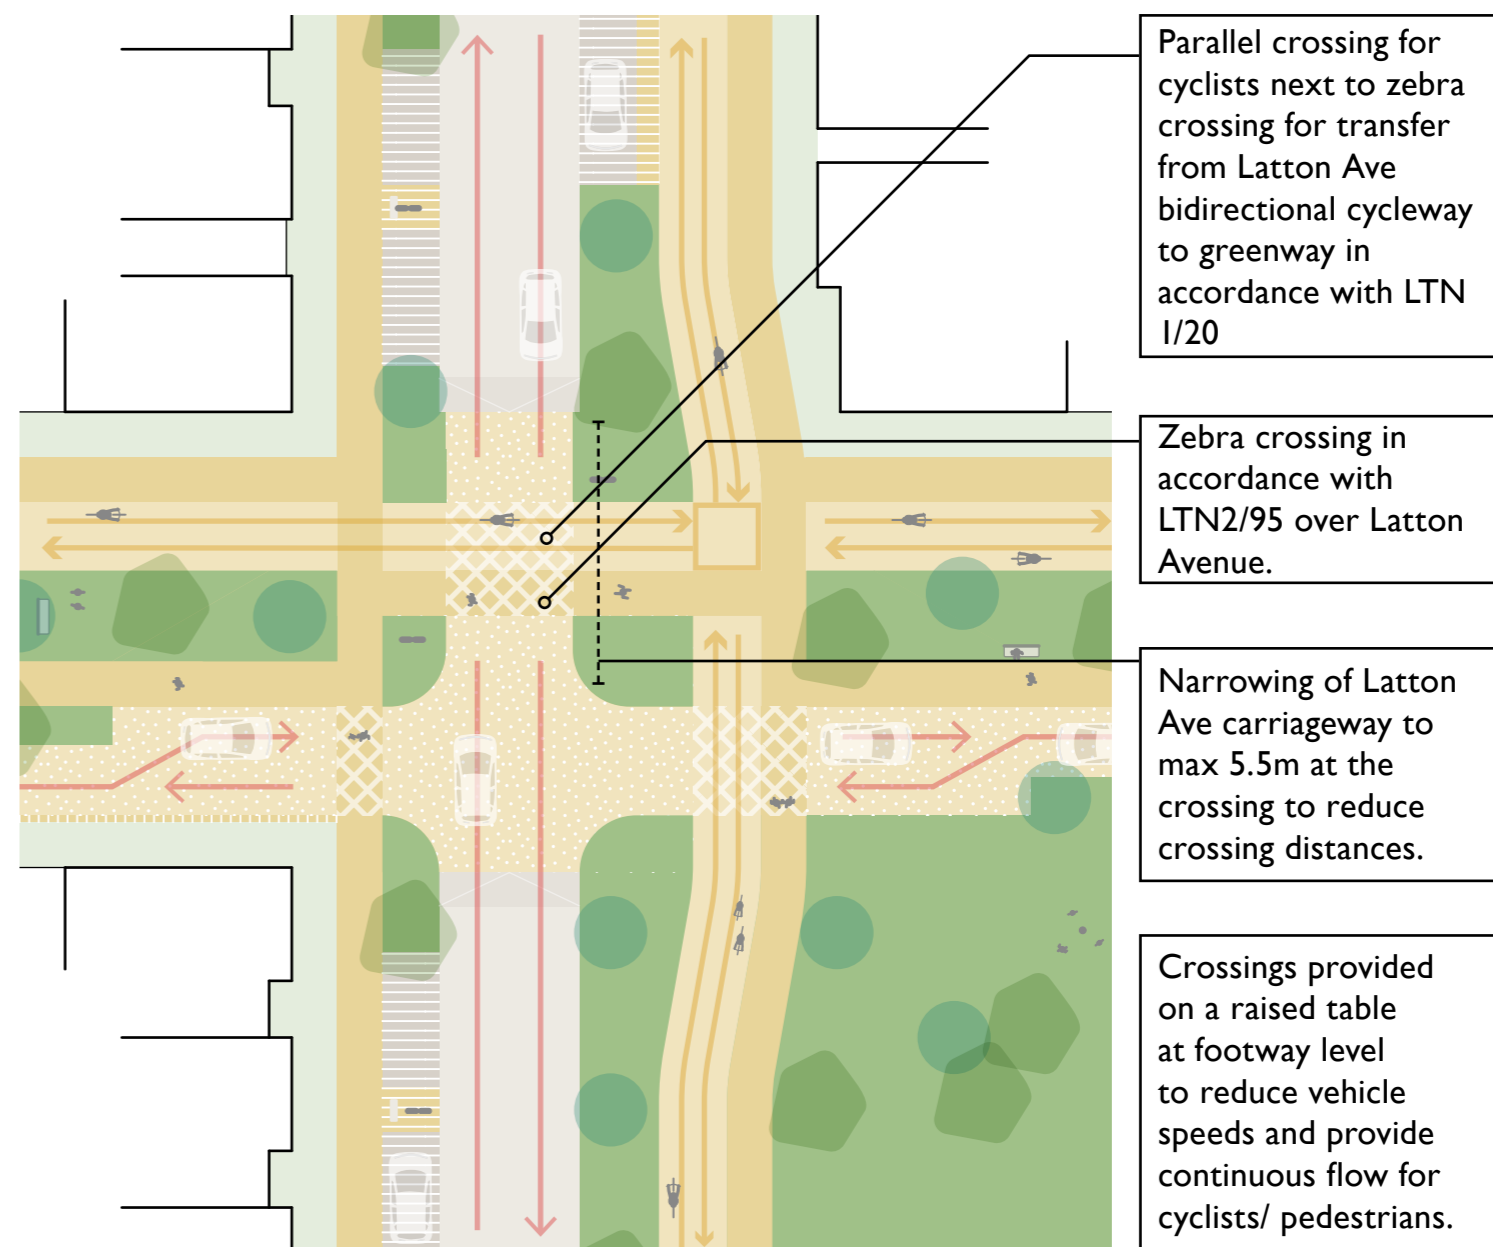 Parallel crossing for
cyclists next to zebra
crossing for transfer
from Latton Ave
bidirectional cycleway
to greenway in
accordance with LTN
1/20
Zebra crossing in
accordance with
LTN2/95 over Latton
Avenue.
Narrowing of Latton
Ave carriageway to
max 5.5m at the
crossing to reduce
crossing distances.
Crossings provided
on a raised table
at footway level
to reduce vehicle
speeds and provide
continuous flow for
cyclists/ pedestrians.